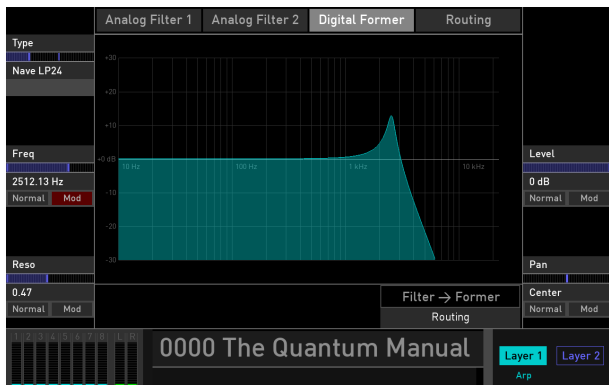 Analog Filter 1 Analog Filter 2 Digital Former Routing
Type
Nave LP24
+30
+20
+10
+0 dB
10 Hz 100 Hz 1 kHz 10 kHz
-10
-20
-30
Freq
2512.13 Hz
Normal Mod
Level
0 dB
Normal Mod
Reso
0.47
Normal Mod
Pan
Center
Normal Mod
Filter → Former
Routing
1 2 3 4 5 6 7 8 L R
0000 The Quantum Manual
Layer 1 Layer 2
Arp